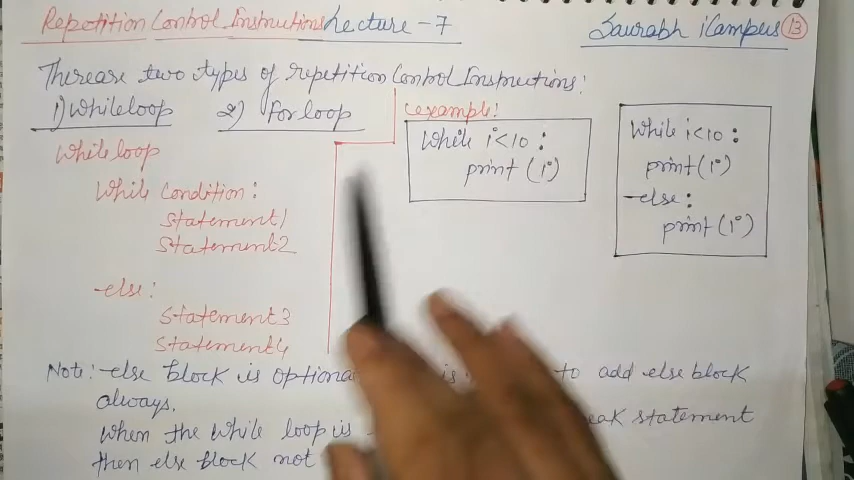 Repetition Control Instructions Lecture - 7
Saurabh iCampus 13
There are two types of repetition Control Instructions:
1) While loop 2) For loop
While loop
While Condition:
Statement1
Statement2
else:
Statement3
Statement4
example:
While i<10:
print(i)
While i<10:
print(i)
else:
print(i)
Note: else block is optional is to add else block
always.
When the While loop is statement
then else block not